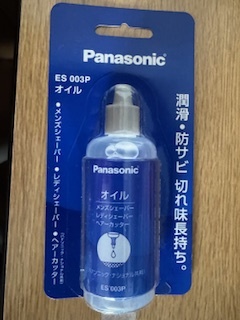 Panasonic
ES 003P
オイル
潤滑・防サビ 切れ味長持ち。
・メンズシェーバー
・レディシェーバー
・ヘアーカッター
Panasonic
オイル
メンズシェーバー
レディシェーバー
ヘアーカッター
ES 003P